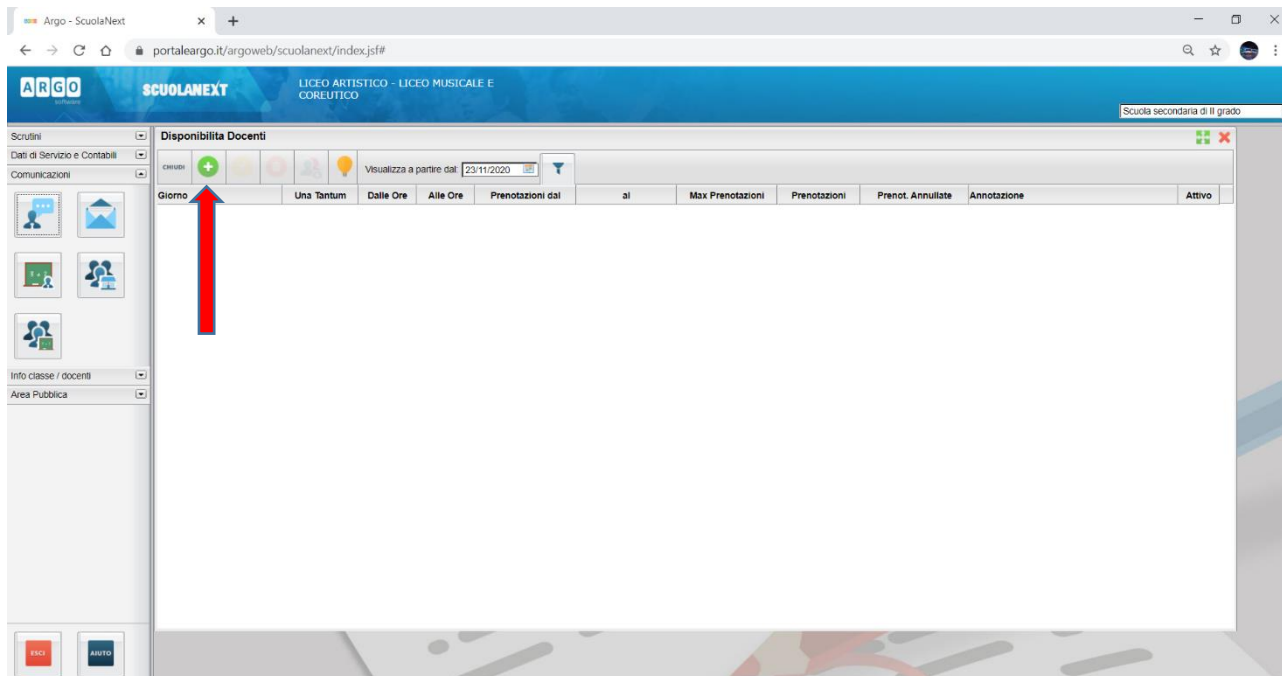 Argo - ScuolaNext
portaleargo.it/argoweb/scuolanext/index.jsf#
ARGO
software
SCUOLANEXT
LICEO ARTISTICO - LICEO MUSICALE E
COREUTICO
Scuola secondaria di II grado
Scrutini
Dati di Servizio e Contabili
Comunicazioni
Info classe / docenti
Area Pubblica
Disponibilita Docenti
CHIUDI
Visualizza a partire dal: 23/11/2020
Giorno Una Tantum Dalle Ore Alle Ore Prenotazioni dal al Max Prenotazioni Prenotazioni Prenot. Annullate Annotazione Attivo
ESCI
AIUTO